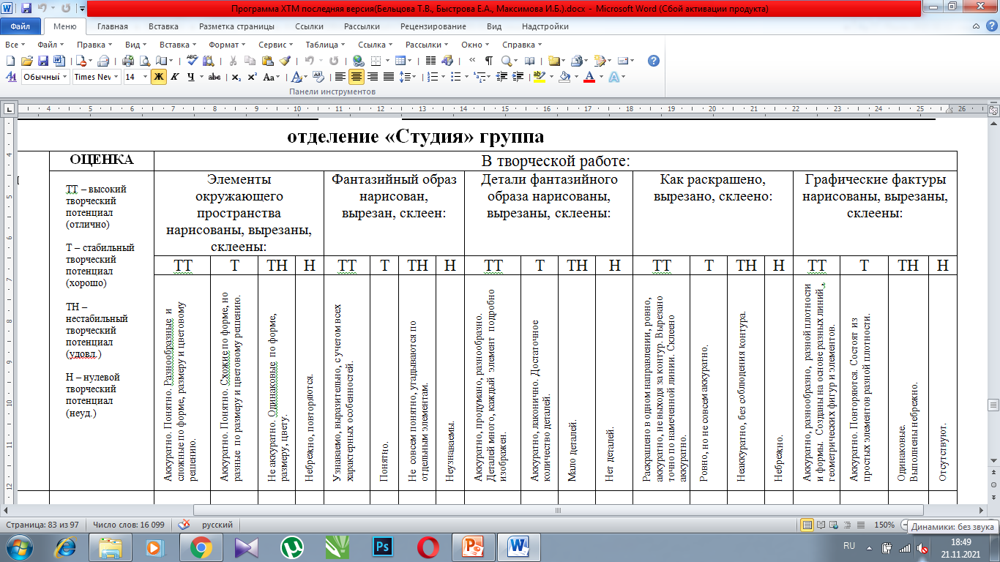 Программа ХТМ последняя версия(Бельцова Т.В., Быстрова Е.А., Максимова И.Б.).docx - Microsoft Word (Сбой активации продукта)
Файл Меню Главная Вставка Разметка страницы Ссылки Рассылки Рецензирование Вид Надстройки
Все Файл Правка Вид Вставка Формат Сервис Таблица Ссылка Рассылки Окно Справка
Обычный Times Nev 14 Ж К Ч abc x₂ x² Aa
Панели инструментов
4 5 6 7 8 9 10 11 12 13 14 15 16 17 18 19 20 21 22 23 24 25 26
отделение «Студия» группа
ОЦЕНКА
В творческой работе:
ТТ – высокий
творческий
потенциал
(отлично)
Т – стабильный
творческий
потенциал
(хорошо)
ТН –
нестабильный
творческий
потенциал
(удовл.)
Н – нулевой
творческий
потенциал
(неуд.)
Элементы
окружающего
пространства
нарисованы, вырезаны,
склеены:
Фантазийный образ
нарисован,
вырезан, склеен:
Детали фантазийного
образа нарисованы,
вырезаны, склеены:
Как раскрашено,
вырезано, склеено:
Графические фактуры
нарисованы, вырезаны,
склеены:
ТТ Т ТН Н ТТ Т ТН Н ТТ Т ТН Н ТТ Т ТН Н ТТ Т ТН Н
Аккуратно. Понятно. Разнообразные и
сложные по форме, размеру и цветовому
решению.
Аккуратно. Понятно. Схожие по форме, но
разные по размеру и цветовому решению.
Не аккуратно. Одинаковые по форме,
размеру, цвету.
Небрежно, повторяются.
Узнаваемо, выразительно, с учетом всех
характерных особенностей.
Понятно.
Не совсем понятно, угадываются по
отдельным элементам.
Неузнаваемы.
Аккуратно, продумано, разнообразно.
Деталей много, каждый элемент подробно
изображен.
Аккуратно, лаконично. Достаточное
количество деталей.
Мало деталей.
Нет деталей.
Раскрашено в одном направлении, ровно,
аккуратно, не выходя за контур. Вырезано
точно по намеченной линии. Склеено
аккуратно.
Ровно, но не совсем аккуратно.
Неаккуратно, без соблюдения контура.
Небрежно.
Аккуратно, разнообразно, разной плотности
и формы. Созданы на основе разных линий,
геометрических фигур и элементов.
Аккуратно. Повторяются. Состоят из
простых элементов разной плотности.
Одинаковые.
Выполнены небрежно.
Отсутствуют.
4
5
6
7
8
9
10
11
12
Страница: 83 из 97 Число слов: 16 099 русский 150%
Динамики: без звука
Ps RU 18:49
21.11.2021